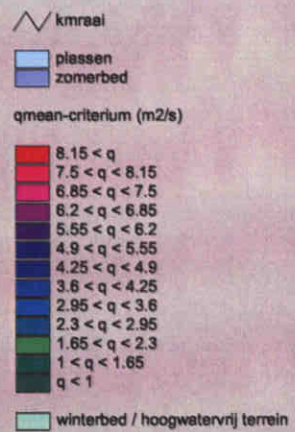 kmraai
plassen
zomerbed
qmean-criterium (m2/s)
8.15 < q
7.5 < q < 8.15
6.85 < q < 7.5
6.2 < q < 6.85
5.55 < q < 6.2
4.9 < q < 5.55
4.25 < q < 4.9
3.6 < q < 4.25
2.95 < q < 3.6
2.3 < q < 2.95
1.65 < q < 2.3
1 < q < 1.65
q < 1
winterbed / hoogwatervrij terrein